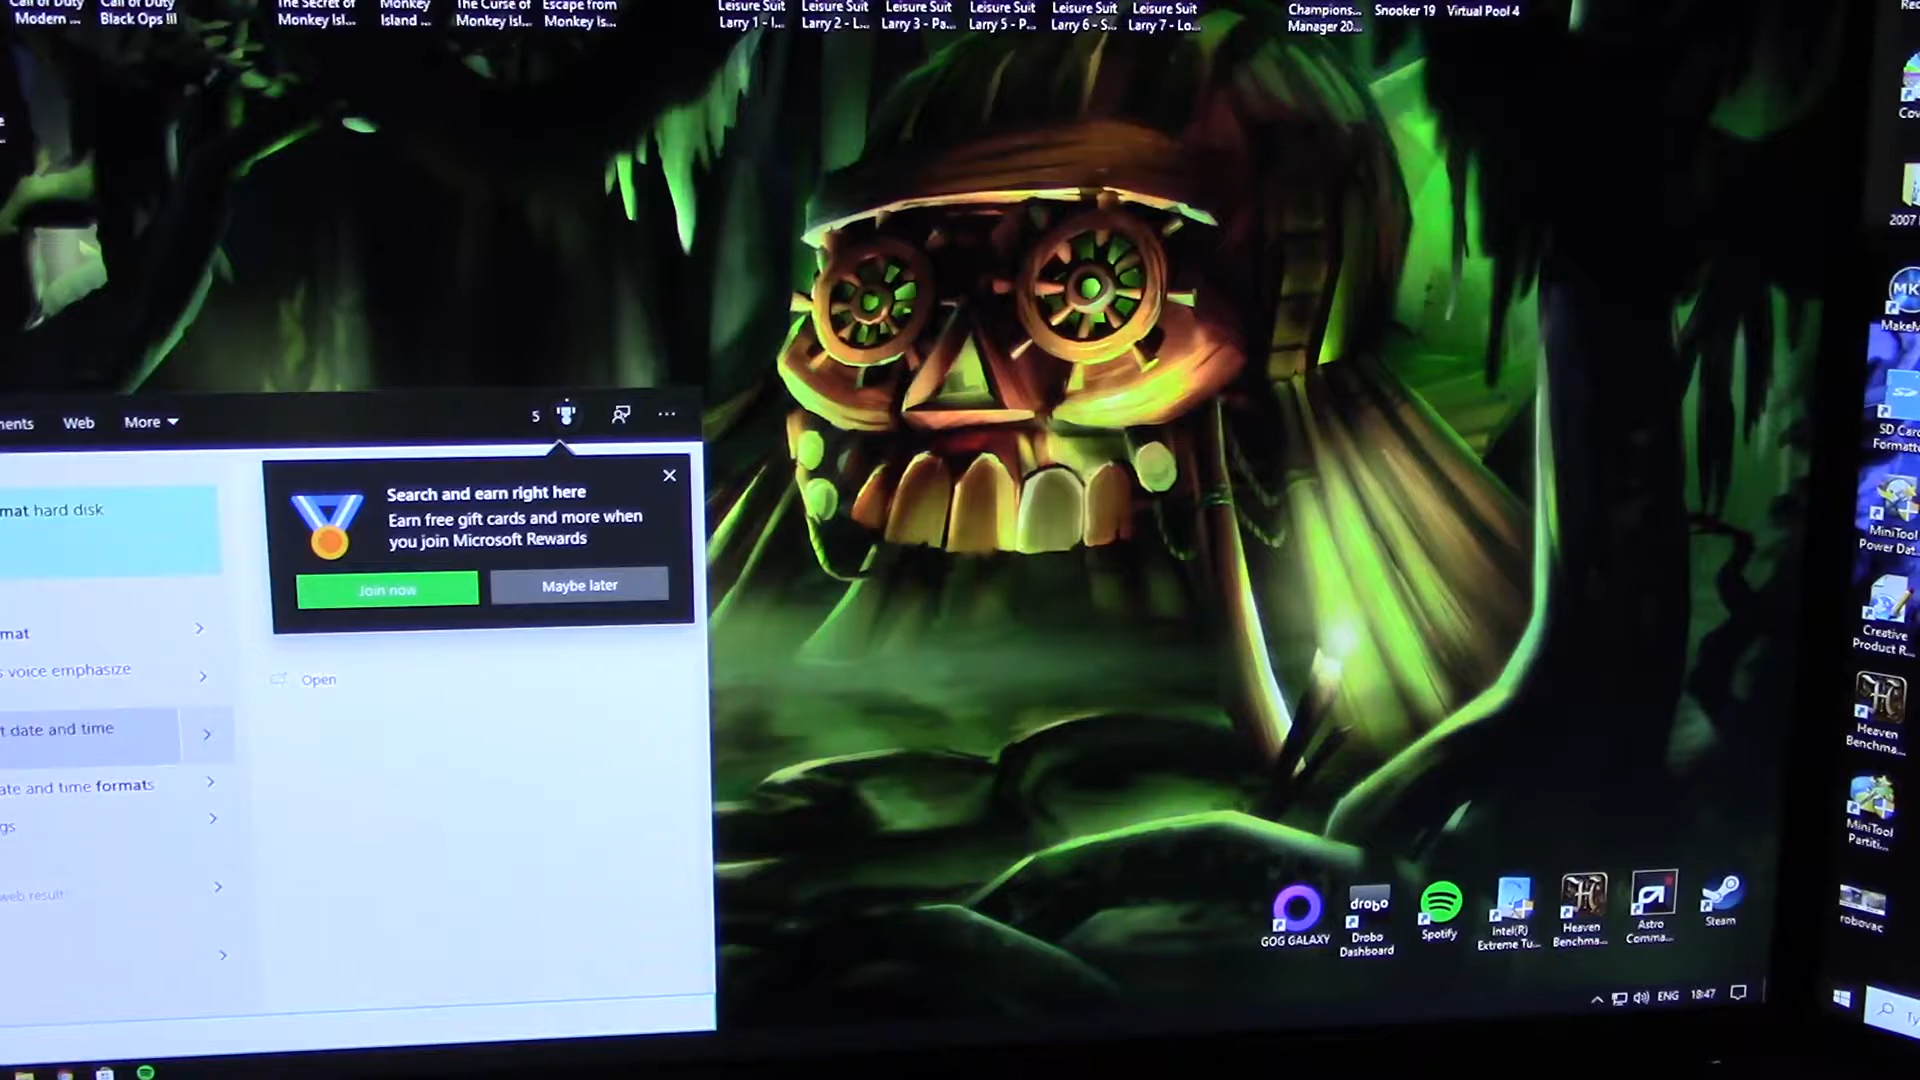 Call of Duty
Modern ...
Call of Duty
Black Ops III
The Secret of
Monkey Isl...
Monkey
Island ...
The Curse of
Monkey Isl...
Escape from
Monkey Is...
Leisure Suit
Larry 1 - I...
Leisure Suit
Larry 2 - L...
Leisure Suit
Larry 3 - Pa...
Leisure Suit
Larry 5 - P...
Leisure Suit
Larry 6 - S...
Leisure Suit
Larry 7 - Lo...
Champions...
Manager 20...
Snooker 19
Virtual Pool 4
Cov
2007
MK
MakeM
SD Card
Formatt
MiniTool
Power Dat...
Creative
Product R...
Heaven
Benchma...
MiniTool
Partiti...
robovac
ments
Web
More
5
Search and earn right here
Earn free gift cards and more when
you join Microsoft Rewards
Join now
Maybe later
mat hard disk
mat
s voice emphasize
t date and time
ate and time formats
gs
web result
Open
GOG GALAXY
drobo
Drobo
Dashboard
Spotify
Intel(R)
Extreme Tu...
Heaven
Benchma...
Astro
Comma...
Steam
ENG
18:47
Ty